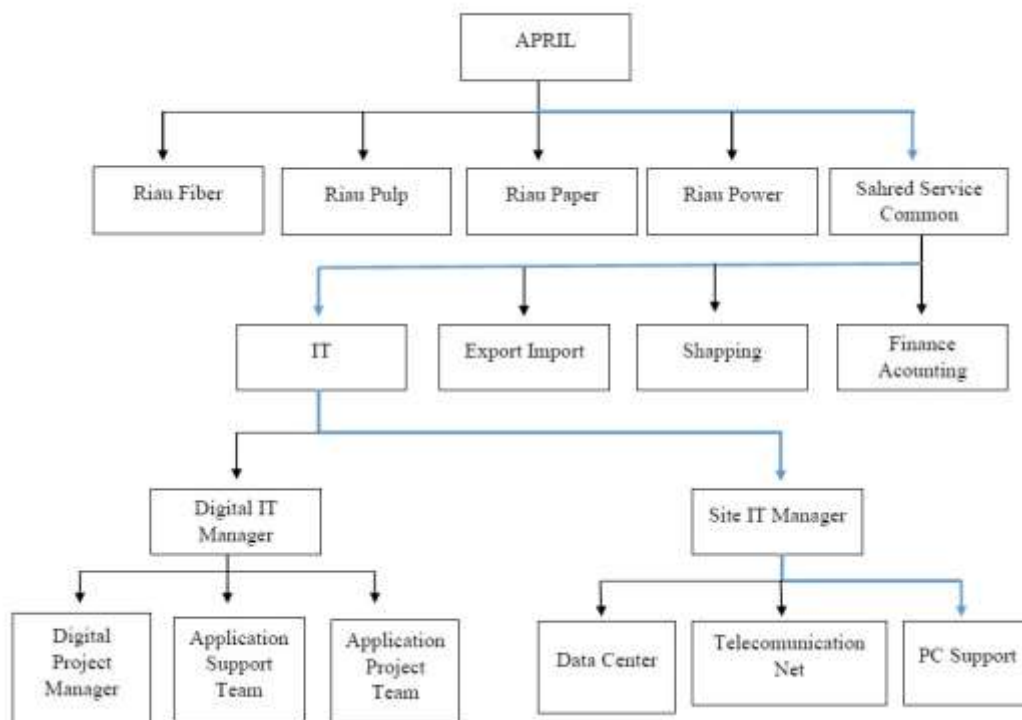 APRIL
Riau Fiber
Riau Pulp
Riau Paper
Riau Power
Sahred Service
Common
IT
Export Import
Shapping
Finance
Acounting
Digital IT
Manager
Site IT Manager
Digital
Project
Manager
Application
Support
Team
Application
Project
Team
Data Center
Telecomunication
Net
PC Support